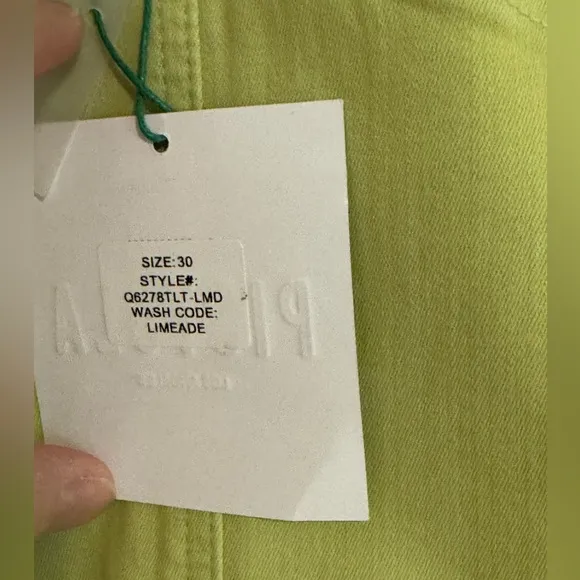 SIZE: 30
STYLE#:
Q6278TLT-LMD
WASH CODE:
LIMEADE